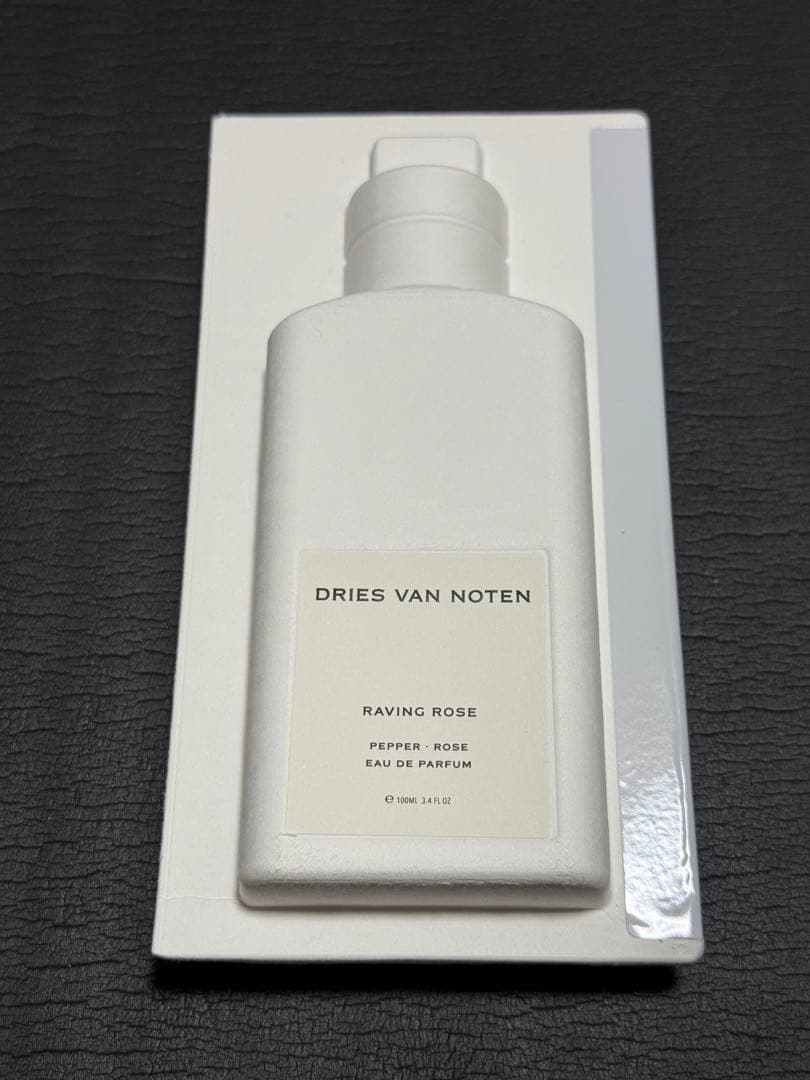 DRIES VAN NOTEN
RAVING ROSE
PEPPER · ROSE
EAU DE PARFUM
℮ 100ML 3.4 FL OZ